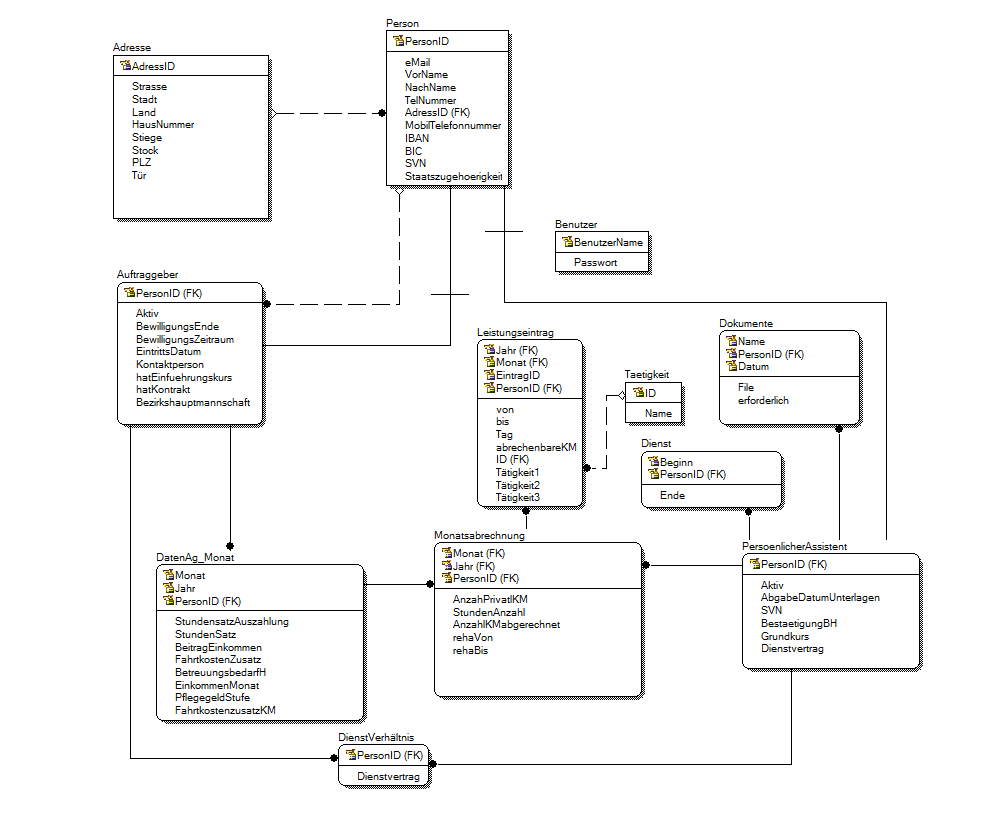 Person
PersonID
eMail
VorName
NachName
TelNummer
AdressID (FK)
MobilTelefonnummer
IBAN
BIC
SVN
Staatszugehoerigkeit
Adresse
AdressID
Strasse
Stadt
Land
HausNummer
Stiege
Stock
PLZ
Tür
Benutzer
BenutzerName
Passwort
Auftraggeber
PersonID (FK)
Aktiv
BewilligungsEnde
BewilligungsZeitraum
EintrittsDatum
Kontaktperson
hatEinfuehrungskurs
hatKontrakt
Bezirkshauptmannschaft
Leistungseintrag
Jahr (FK)
Monat (FK)
EintragID
PersonID (FK)
von
bis
Tag
abrechenbareKM
ID (FK)
Tätigkeit1
Tätigkeit2
Tätigkeit3
Taetigkeit
ID
Name
Dokumente
Name
PersonID (FK)
Datum
File
erforderlich
Dienst
Beginn
PersonID (FK)
Ende
DatenAg_Monat
Monat
Jahr
PersonID (FK)
StundensatzAuszahlung
StundenSatz
BeitragEinkommen
FahrtkostenZusatz
BetreuungsbedarfH
EinkommenMonat
PflegegeldStufe
FahrtkostenzusatzKM
Monatsabrechnung
Monat (FK)
Jahr (FK)
PersonID (FK)
AnzahPrivatIKM
StundenAnzahl
AnzahlKMabgerechnet
rehaVon
rehaBis
PersoenlicherAssistent
PersonID (FK)
Aktiv
AbgabeDatumUnterlagen
SVN
BestaetigungBH
Grundkurs
Dienstvertrag
DienstVerhältnis
PersonID (FK)
Dienstvertrag